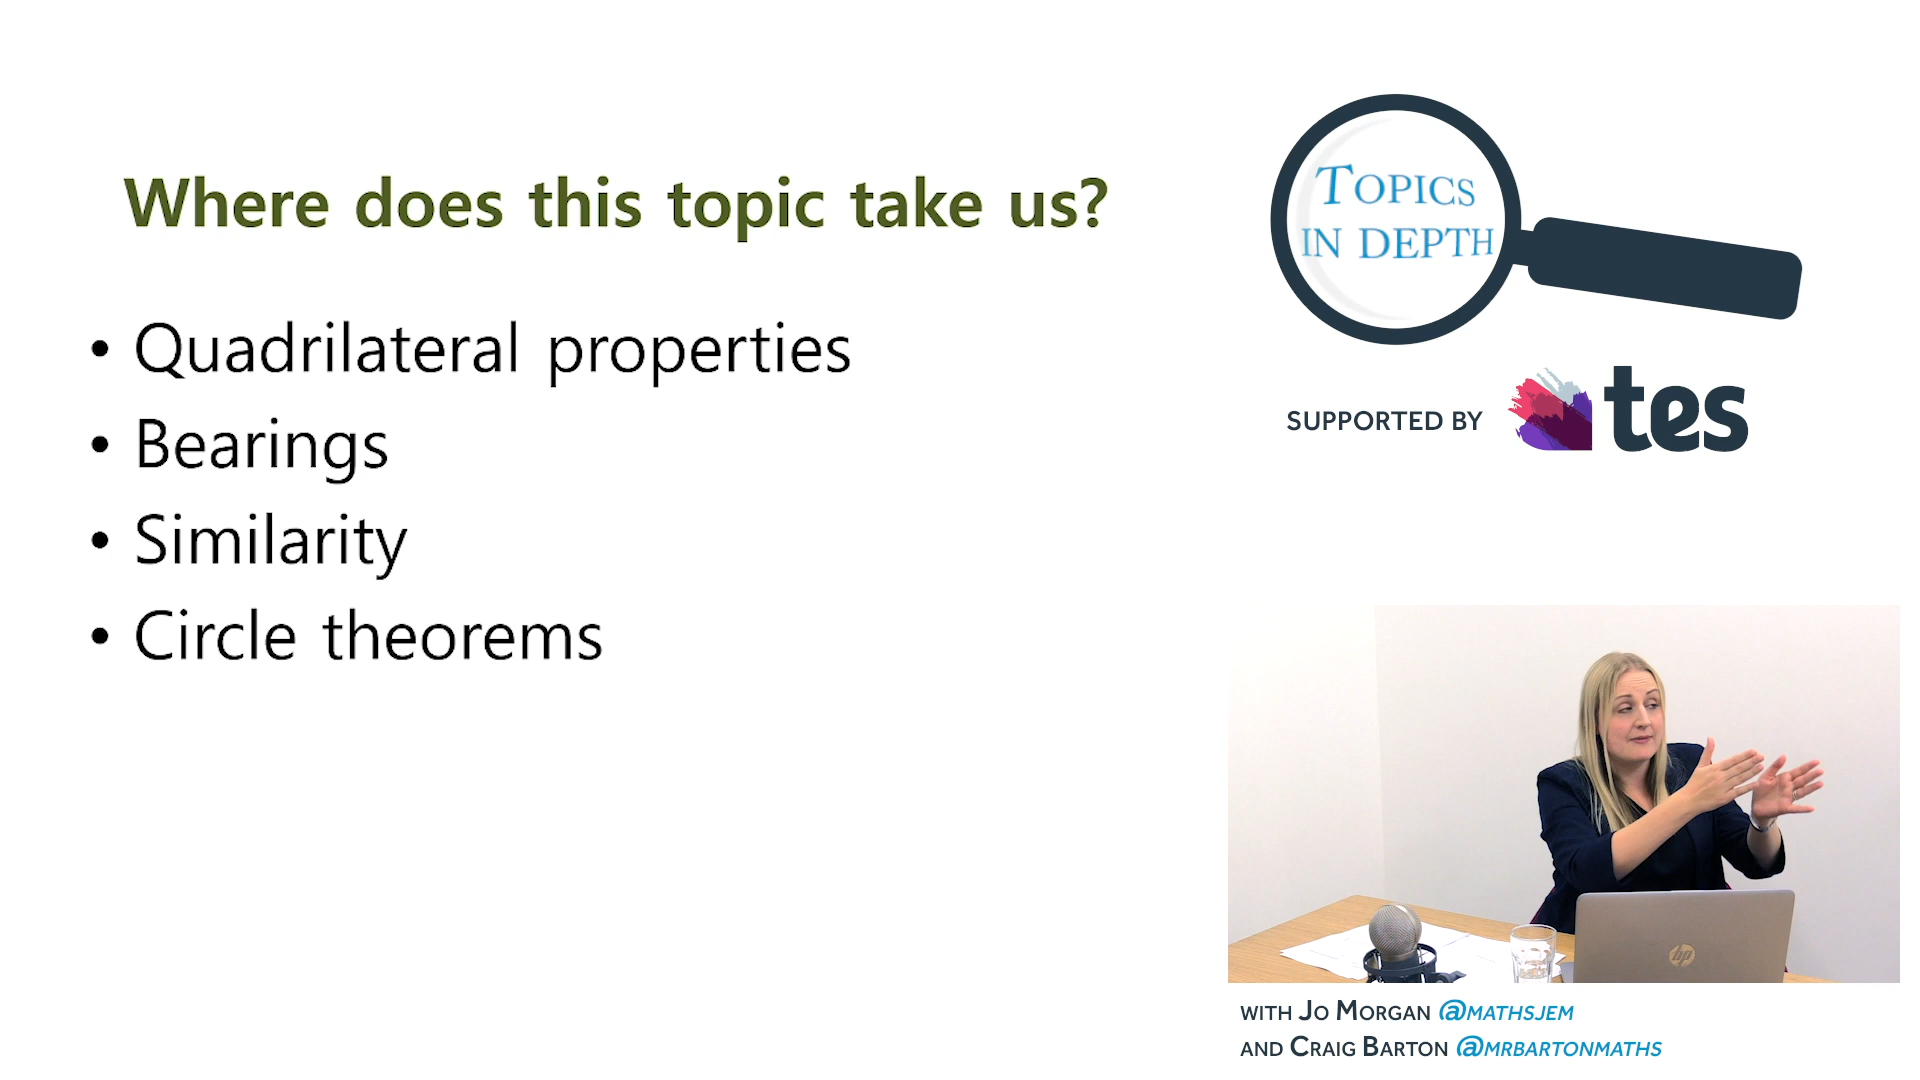 Where does this topic take us?
• Quadrilateral properties
• Bearings
• Similarity
• Circle theorems
TOPICS
IN DEPTH
SUPPORTED BY tes
hp
WITH JO MORGAN @MATHSJEM
AND CRAIG BARTON @MRBARTONMATHS